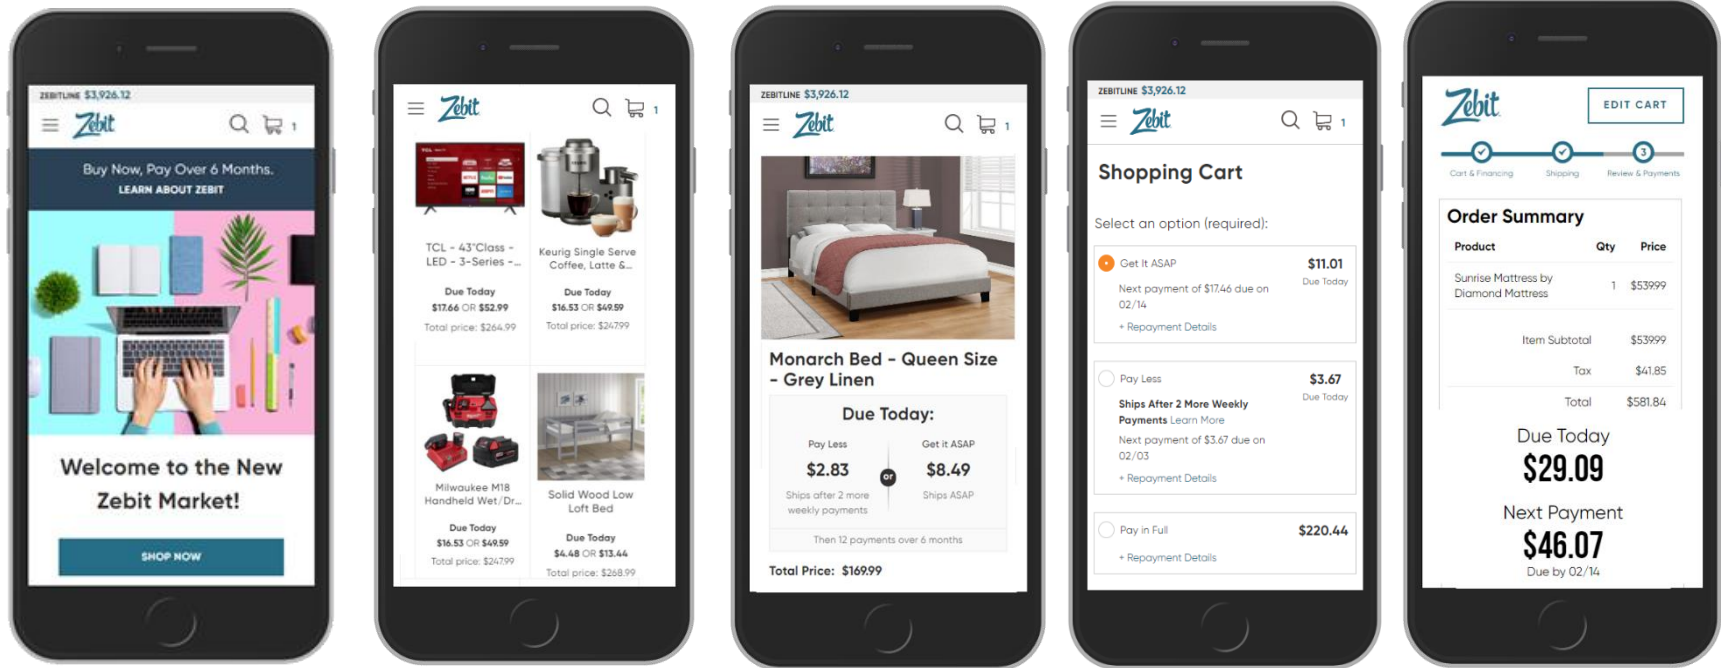 ZEBITLINE $3,926.12
Zebit
1
Buy Now, Pay Over 6 Months.
LEARN ABOUT ZEBIT
Welcome to the New
Zebit Market!
SHOP NOW
Zebit
1
TCL - 43"Class -
LED - 3-Series -...
Due Today
$17.66 OR $52.99
Total price: $264.99
Keurig Single Serve
Coffee, Latte &...
Due Today
$16.53 OR $49.59
Total price: $247.99
Milwaukee M18
Handheld Wet/Dr...
Due Today
$16.53 OR $49.59
Total price: $247.99
Solid Wood Low
Loft Bed
Due Today
$4.48 OR $13.44
Total price: $268.99
ZEBITLINE $3,926.12
Zebit
1
Monarch Bed - Queen Size
- Grey Linen
Due Today:
Pay Less
$2.83
Ships after 2 more
weekly payments
or
Get it ASAP
$8.49
Ships ASAP
Then 12 payments over 6 months
Total Price: $169.99
ZEBITLINE $3,926.12
Zebit
1
Shopping Cart
Select an option (required):
Get It ASAP
$11.01
Due Today
Next payment of $17.46 due on
02/14
+ Repayment Details
Pay Less
$3.67
Due Today
Ships After 2 More Weekly
Payments Learn More
Next payment of $3.67 due on
02/03
+ Repayment Details
Pay in Full
$220.44
+ Repayment Details
Zebit
EDIT CART
3
Cart & Financing Shipping Review & Payments
Order Summary
Product Qty Price
Sunrise Mattress by
Diamond Mattress
1 $539.99
Item Subtotal $539.99
Tax $41.85
Total $581.84
Due Today
$29.09
Next Payment
$46.07
Due by 02/14